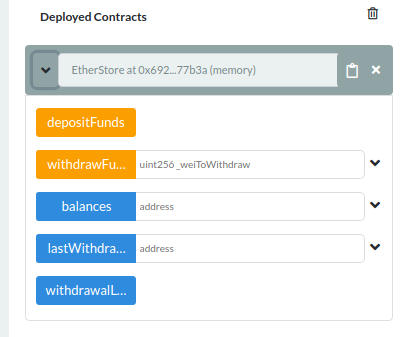 Deployed Contracts
EtherStore at 0x692...77b3a (memory)
depositFunds
withdrawFu... uint256 _weiToWithdraw
balances address
lastWithdra... address
withdrawalL...